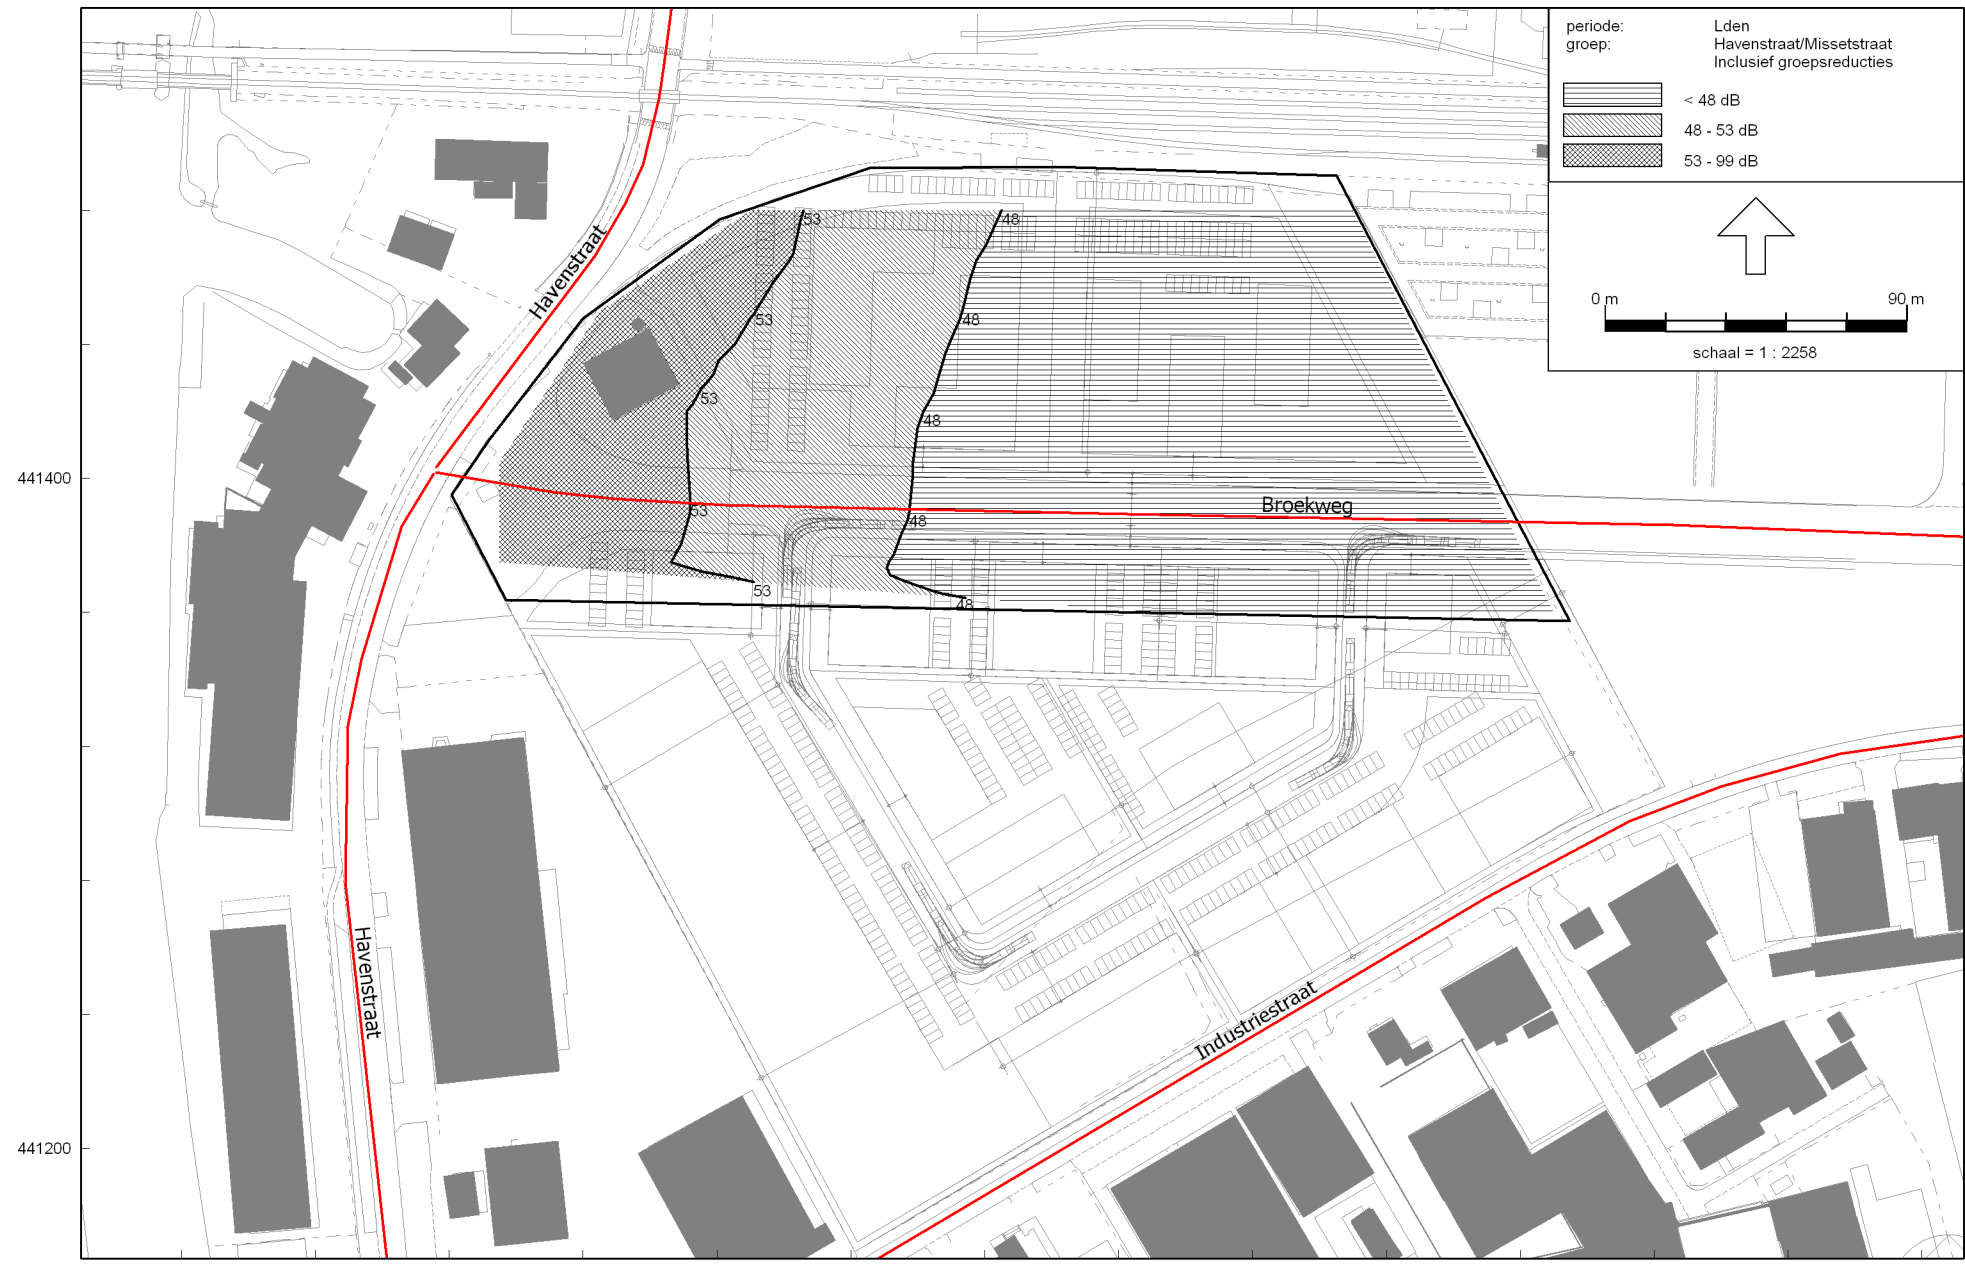 periode: Lden
groep: Havenstraat/Missetstraat
Inclusief groepsreducties
< 48 dB
48 - 53 dB
53 - 99 dB
0 m 90 m
schaal = 1 : 2258
53
48
Havenstraat
53
48
53
48
441400
Broekweg
53
48
53
48
Havenstraat
Industriestraat
441200